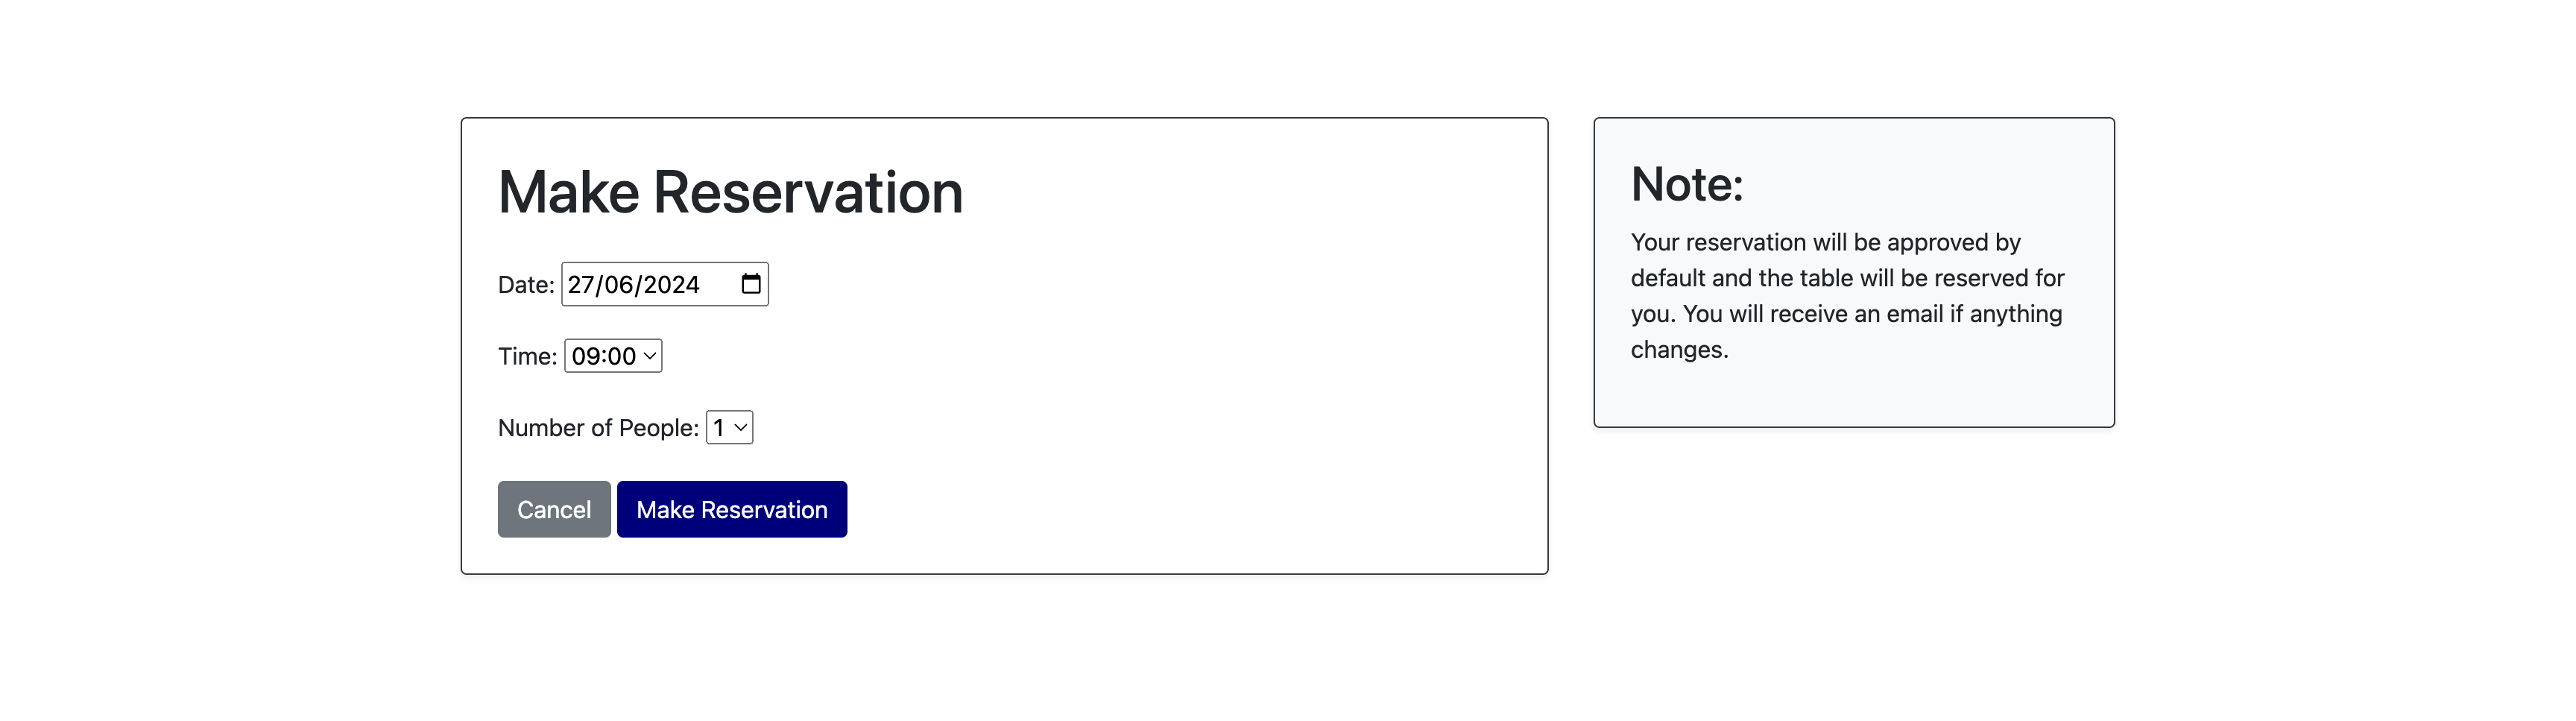 Make Reservation
Date: 27/06/2024
Time: 09:00
Number of People: 1
Cancel Make Reservation
Note:
Your reservation will be approved by
default and the table will be reserved for
you. You will receive an email if anything
changes.